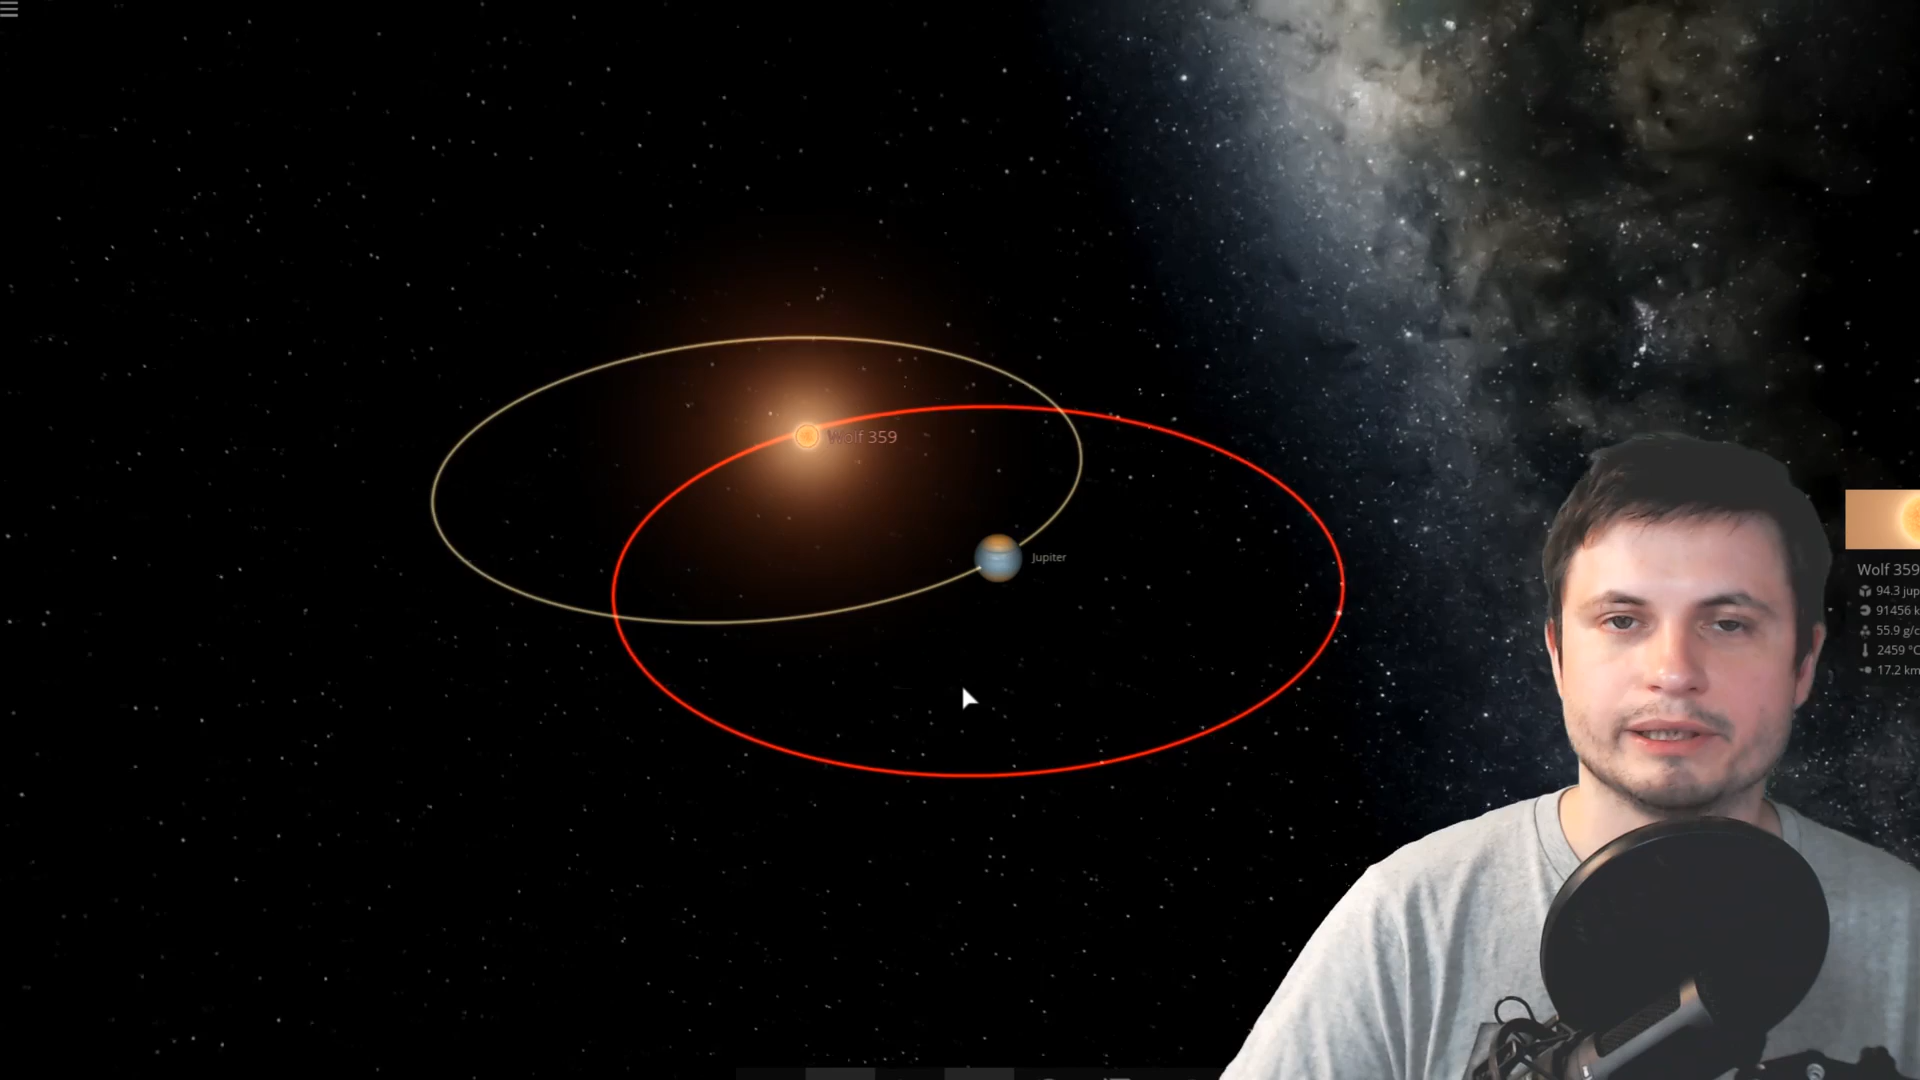 Wolf 359
Jupiter
Wolf 359
94.3 jup
91456 k
55.9 g/c
2459 °C
17.2 km